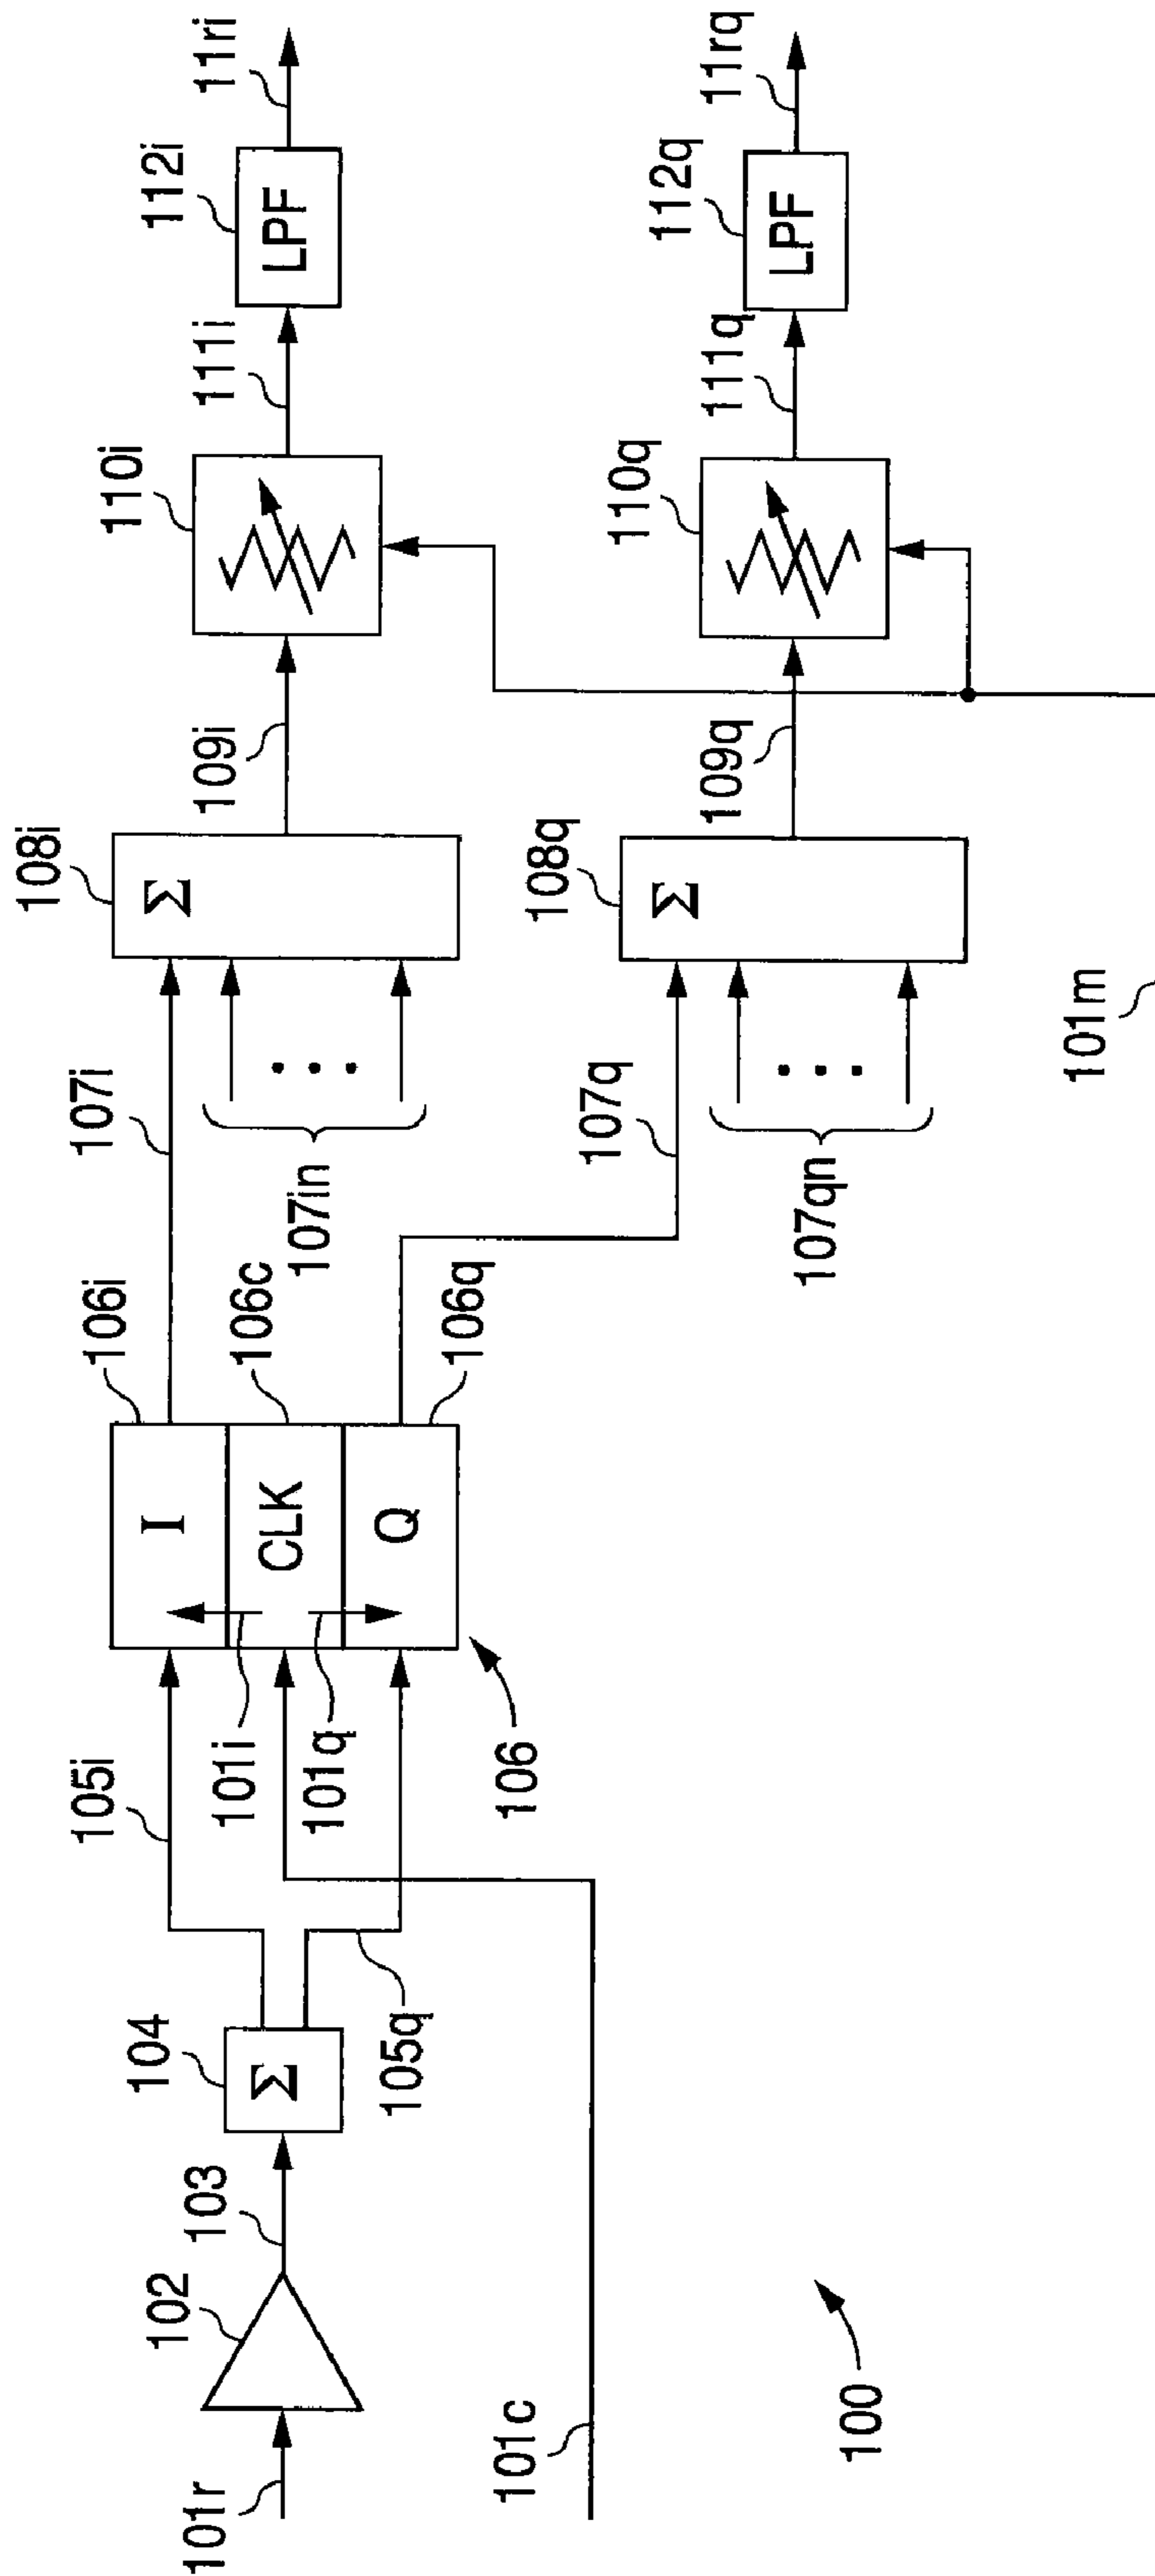 101r
102
103
104
Σ
105i
105q
101c
101i
101q
106
I
CLK
Q
106i
106c
106q
107i
107in
107q
107qn
108i
Σ
108q
Σ
109i
109q
110i
110q
111i
111q
112i
LPF
112q
LPF
11ri
11rq
101m
100